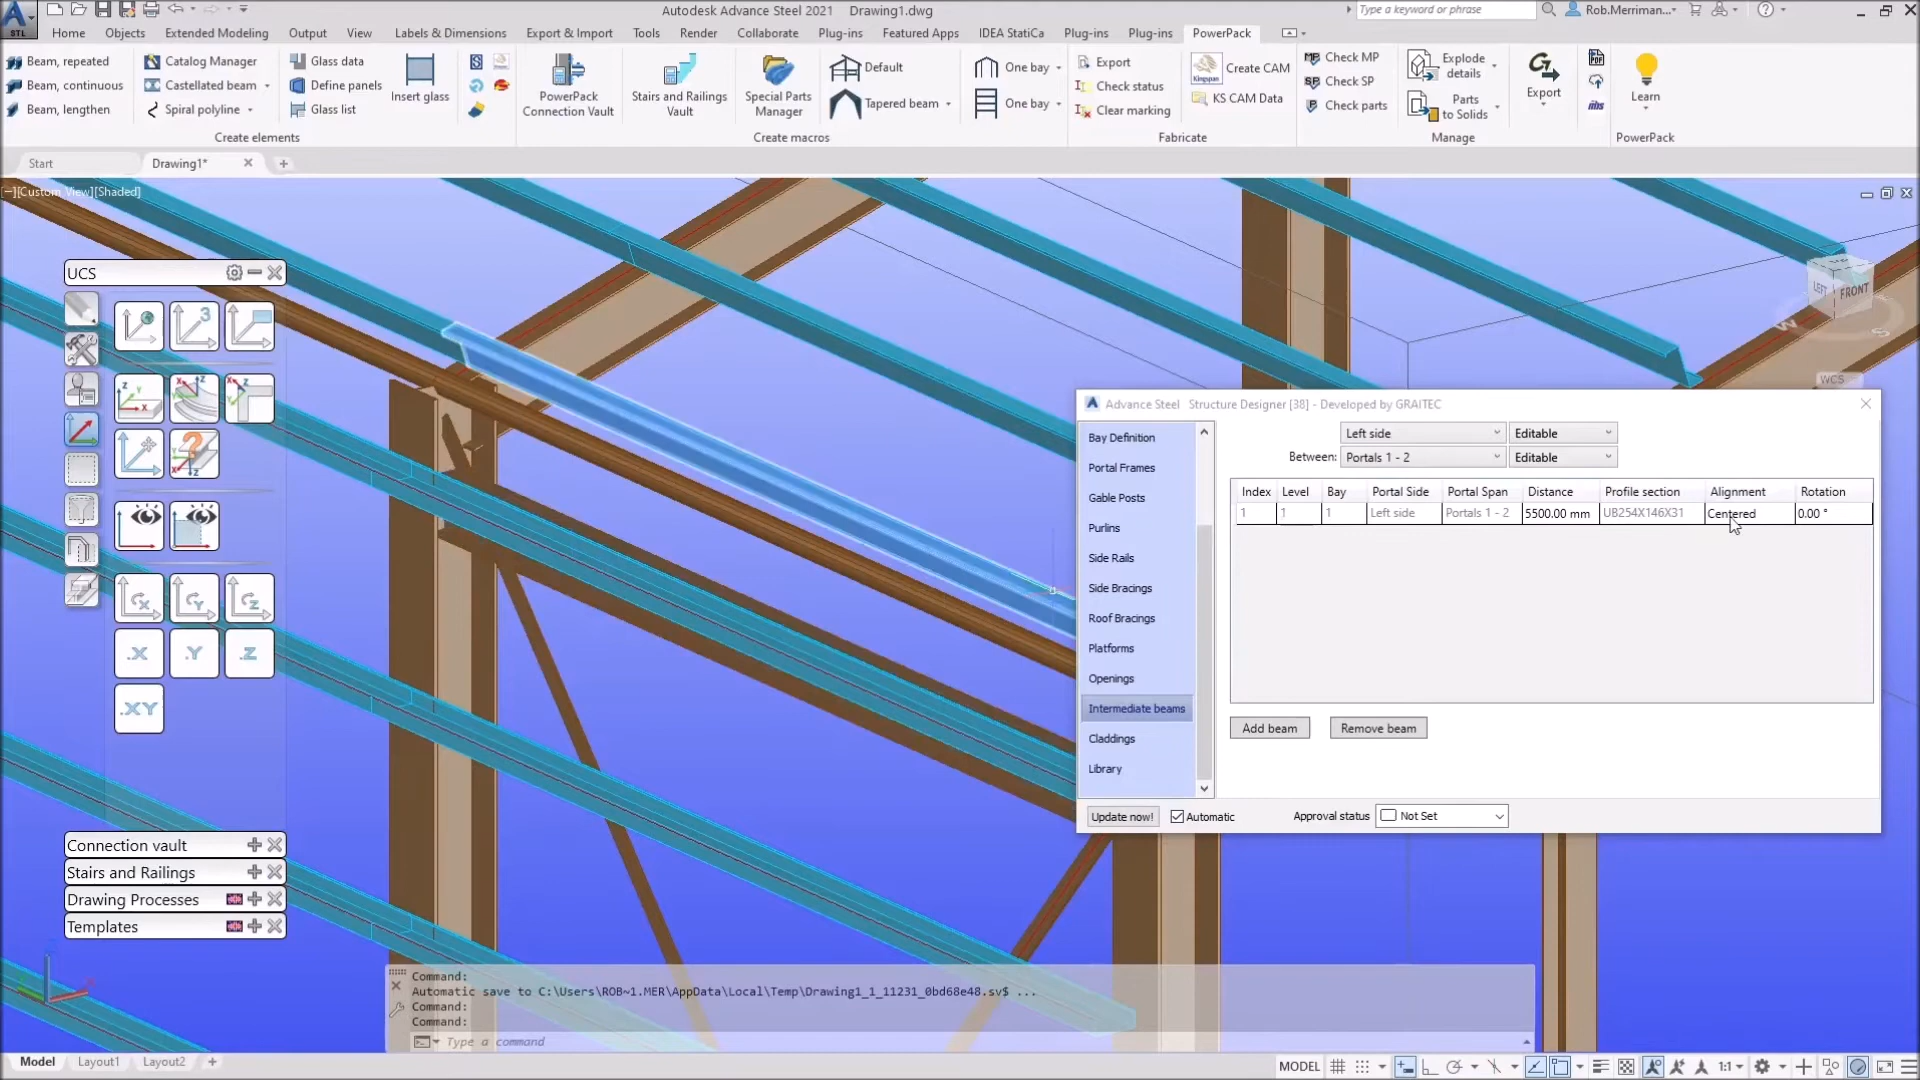 Autodesk Advance Steel 2021 Drawing1.dwg
Type a keyword or phrase
Rob.Merriman...
STL
Home Objects Extended Modeling Output View Labels & Dimensions Export & Import Tools Render Collaborate Plug-ins Featured Apps IDEA StatiCa Plug-ins Plug-ins PowerPack
Beam, repeated
Beam, continuous
Beam, lengthen
Catalog Manager
Castellated beam
Spiral polyline
Glass data
Define panels
Glass list
Insert glass
Create elements
PowerPack
Connection Vault
Stairs and Railings
Vault
Special Parts
Manager
Default
Tapered beam
One bay
One bay
Create macros
Export
Check status
Clear marking
Kingspan
Create CAM
KS CAM Data
Fabricate
Check MP
Check SP
Check parts
Explode
details
Parts
to Solids
Manage
Export
Learn
PowerPack
Start
Drawing1*
[−][Custom View][Shaded]
UCS
3
.X
.Y
.Z
.XY
Connection vault
Stairs and Railings
Drawing Processes
Templates
LEFT FRONT
W S
WCS
Advance Steel Structure Designer [38] - Developed by GRAITEC
Bay Definition
Portal Frames
Gable Posts
Purlins
Side Rails
Side Bracings
Roof Bracings
Platforms
Openings
Intermediate beams
Claddings
Library
Left side Editable
Between: Portals 1 - 2 Editable
Index Level Bay Portal Side Portal Span Distance Profile section Alignment Rotation
1 1 1 Left side Portals 1 - 2 5500.00 mm UB254X146X31 Centered 0.00 °
Add beam Remove beam
Update now! Automatic Approval status Not Set
Command:
Automatic save to C:\Users\ROB~1.MER\AppData\Local\Temp\Drawing1_1_11231_0bd68e48.sv$ ...
Command:
Command:
Type a command
Model Layout1 Layout2
MODEL 1:1